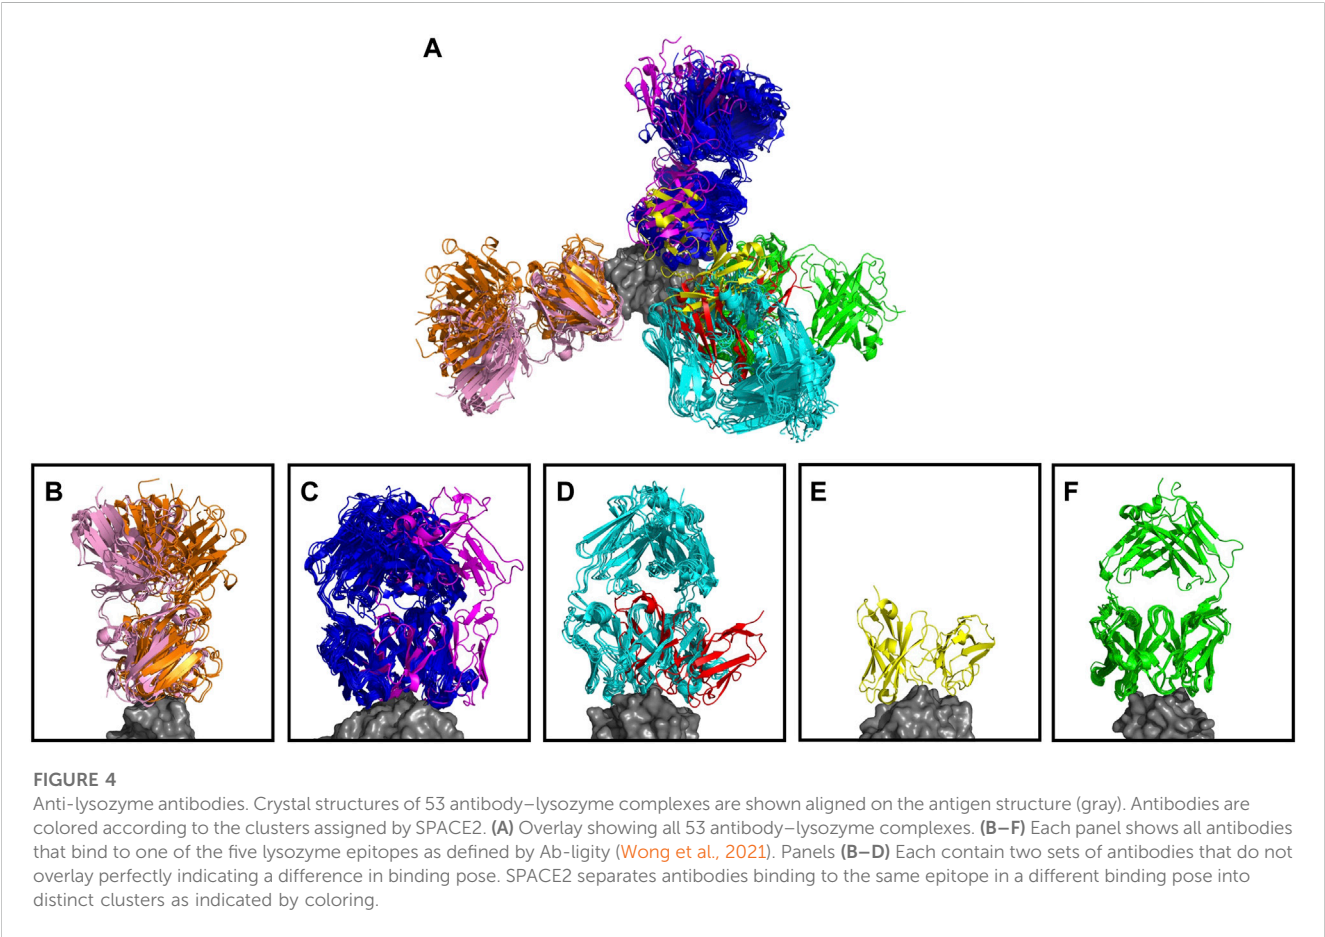 A
B
C
D
E
F
FIGURE 4
Anti-lysozyme antibodies. Crystal structures of 53 antibody–lysozyme complexes are shown aligned on the antigen structure (gray). Antibodies are
colored according to the clusters assigned by SPACE2. (A) Overlay showing all 53 antibody–lysozyme complexes. (B–F) Each panel shows all antibodies
that bind to one of the five lysozyme epitopes as defined by Ab-ligity (Wong et al., 2021). Panels (B–D) Each contain two sets of antibodies that do not
overlay perfectly indicating a difference in binding pose. SPACE2 separates antibodies binding to the same epitope in a different binding pose into
distinct clusters as indicated by coloring.